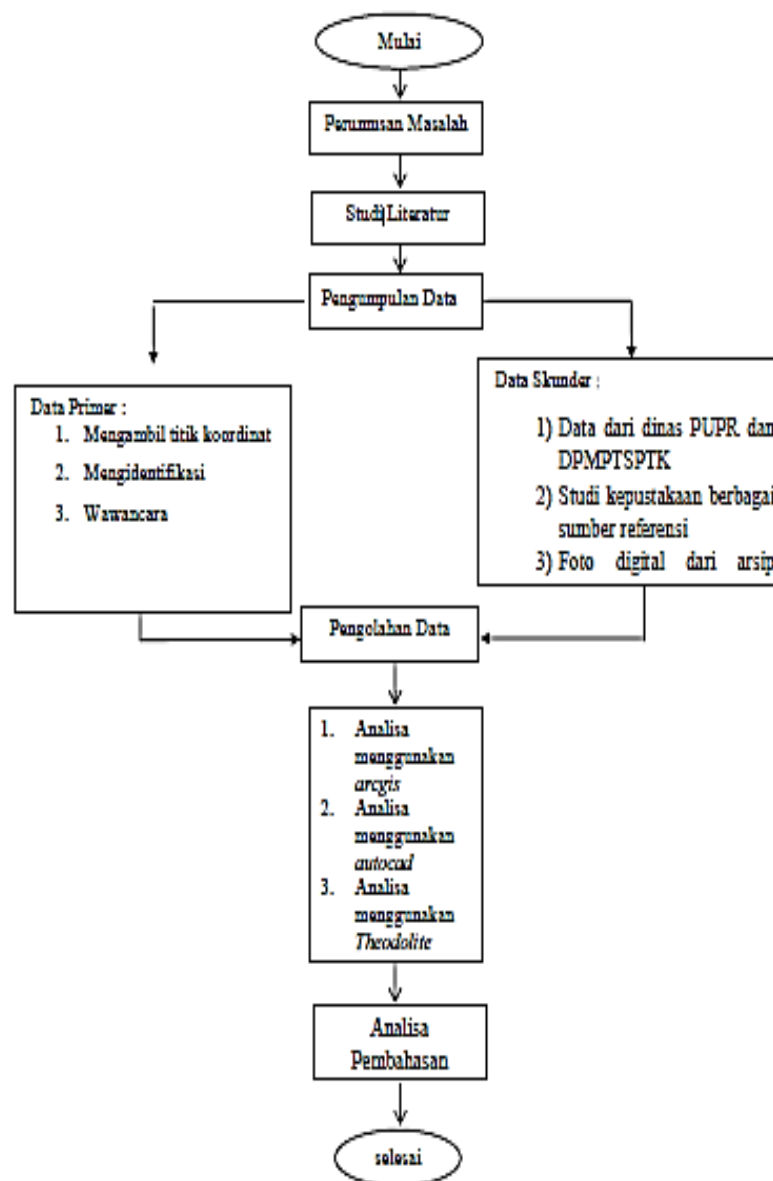 Mulai
Perumusan Masalah
Studi Literatur
Pengumpulan Data
Data Primer :
1. Mengambil titik koordinat
2. Mengidentifikasi
3. Wawancara
Data Skunder :
1) Data dari dinas PUPR dan
DPMPTSPTK
2) Studi kepustakaan berbagai
sumber referensi
3) Foto digital dari arsip
Pengolahan Data
1. Analisa
menggunakan
arcgis
2. Analisa
menggunakan
autocad
3. Analisa
menggunakan
Theodolite
Analisa
Pembahasan
selesai